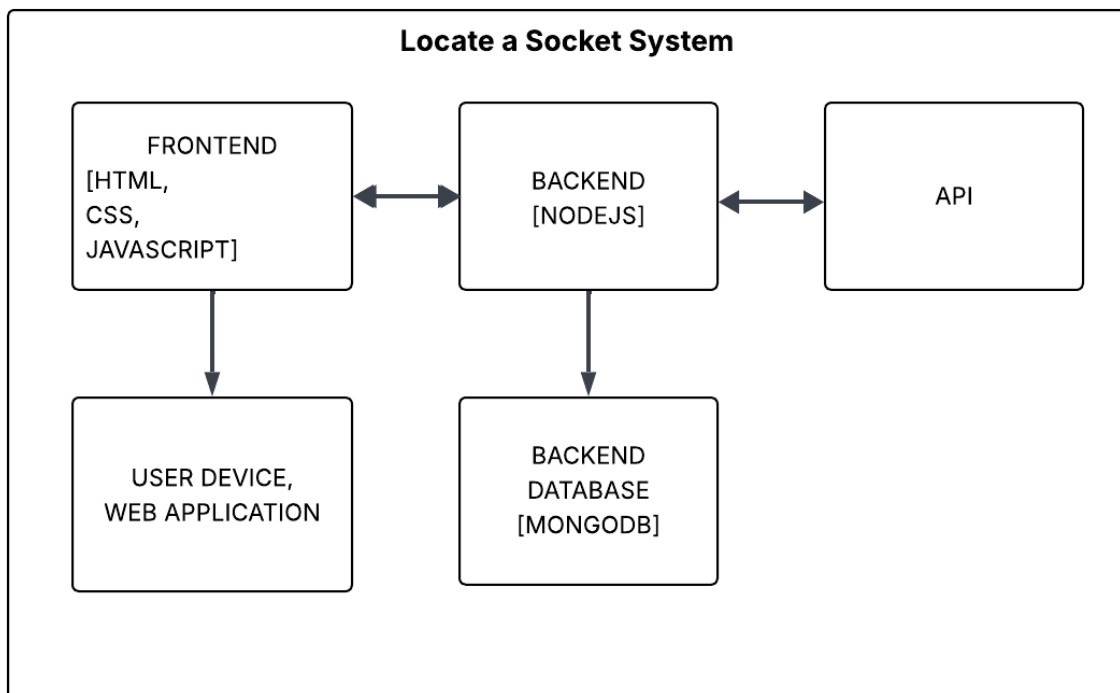 Locate a Socket System
FRONTEND
[HTML,
CSS,
JAVASCRIPT]
BACKEND
[NODEJS]
API
USER DEVICE,
WEB APPLICATION
BACKEND
DATABASE
[MONGODB]